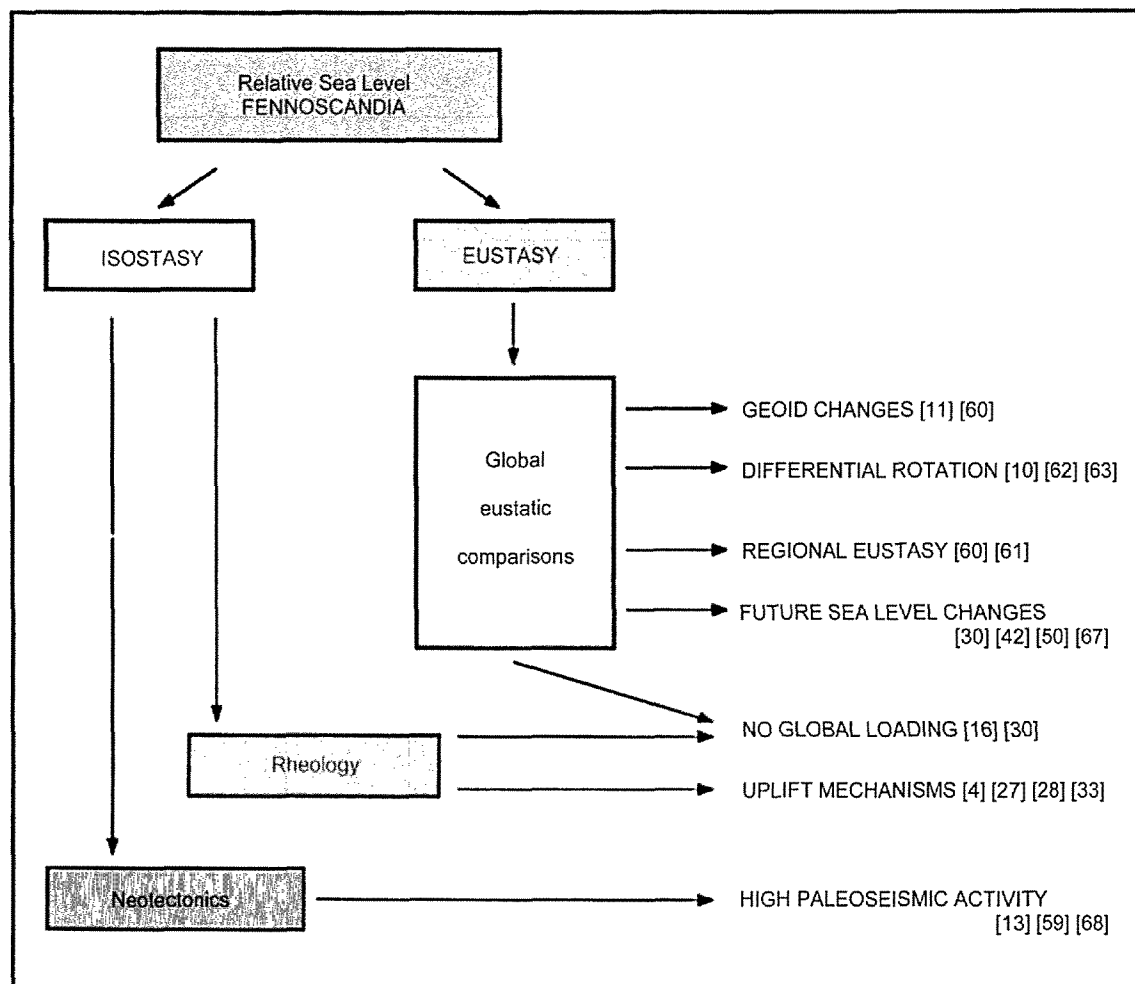 Relative Sea Level
FENNOSCANDIA
ISOSTASY
EUSTASY
Global
eustatic
comparisons
GEOID CHANGES [11] [60]
DIFFERENTIAL ROTATION [10] [62] [63]
REGIONAL EUSTASY [60] [61]
FUTURE SEA LEVEL CHANGES
[30] [42] [50] [67]
NO GLOBAL LOADING [16] [30]
Rheology
UPLIFT MECHANISMS [4] [27] [28] [33]
Neotectonics
HIGH PALEOSEISMIC ACTIVITY
[13] [59] [68]